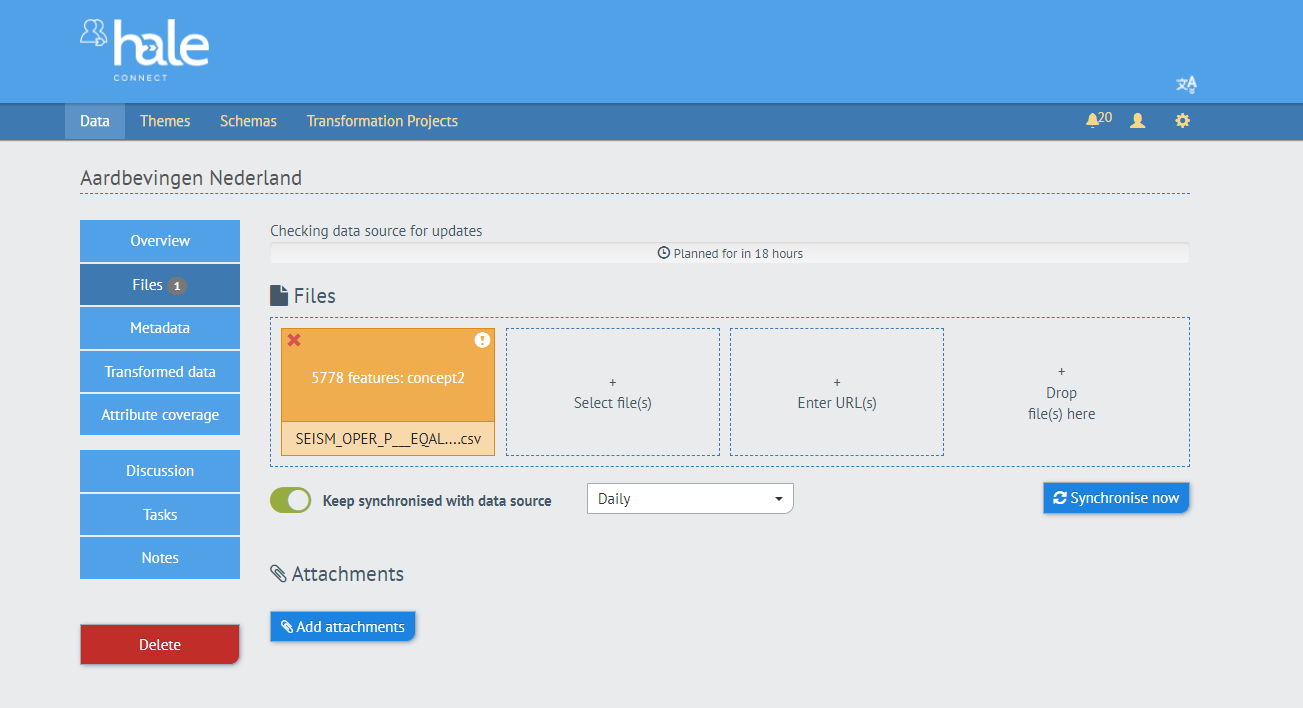 hale
CONNECT
Data Themes Schemas Transformation Projects 20
Aardbevingen Nederland
Overview
Files 1
Metadata
Transformed data
Attribute coverage
Discussion
Tasks
Notes
Delete
Checking data source for updates
Planned for in 18 hours
Files
5778 features: concept2
SEISM_OPER_P___EQAL....csv
+
Select file(s)
+
Enter URL(s)
+
Drop
file(s) here
Keep synchronised with data source
Daily
Synchronise now
Attachments
Add attachments